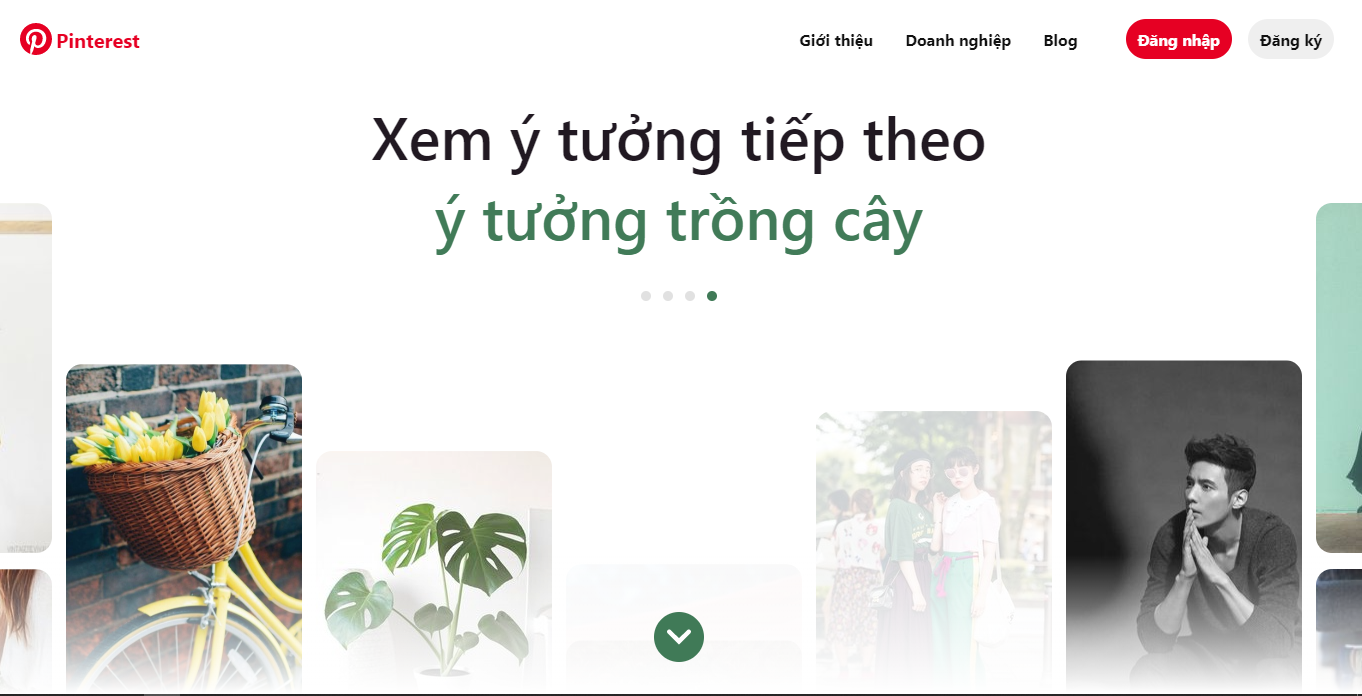 Pinterest
Giới thiệu
Doanh nghiệp
Blog
Đăng nhập
Đăng ký
Xem ý tưởng tiếp theo
ý tưởng trồng cây